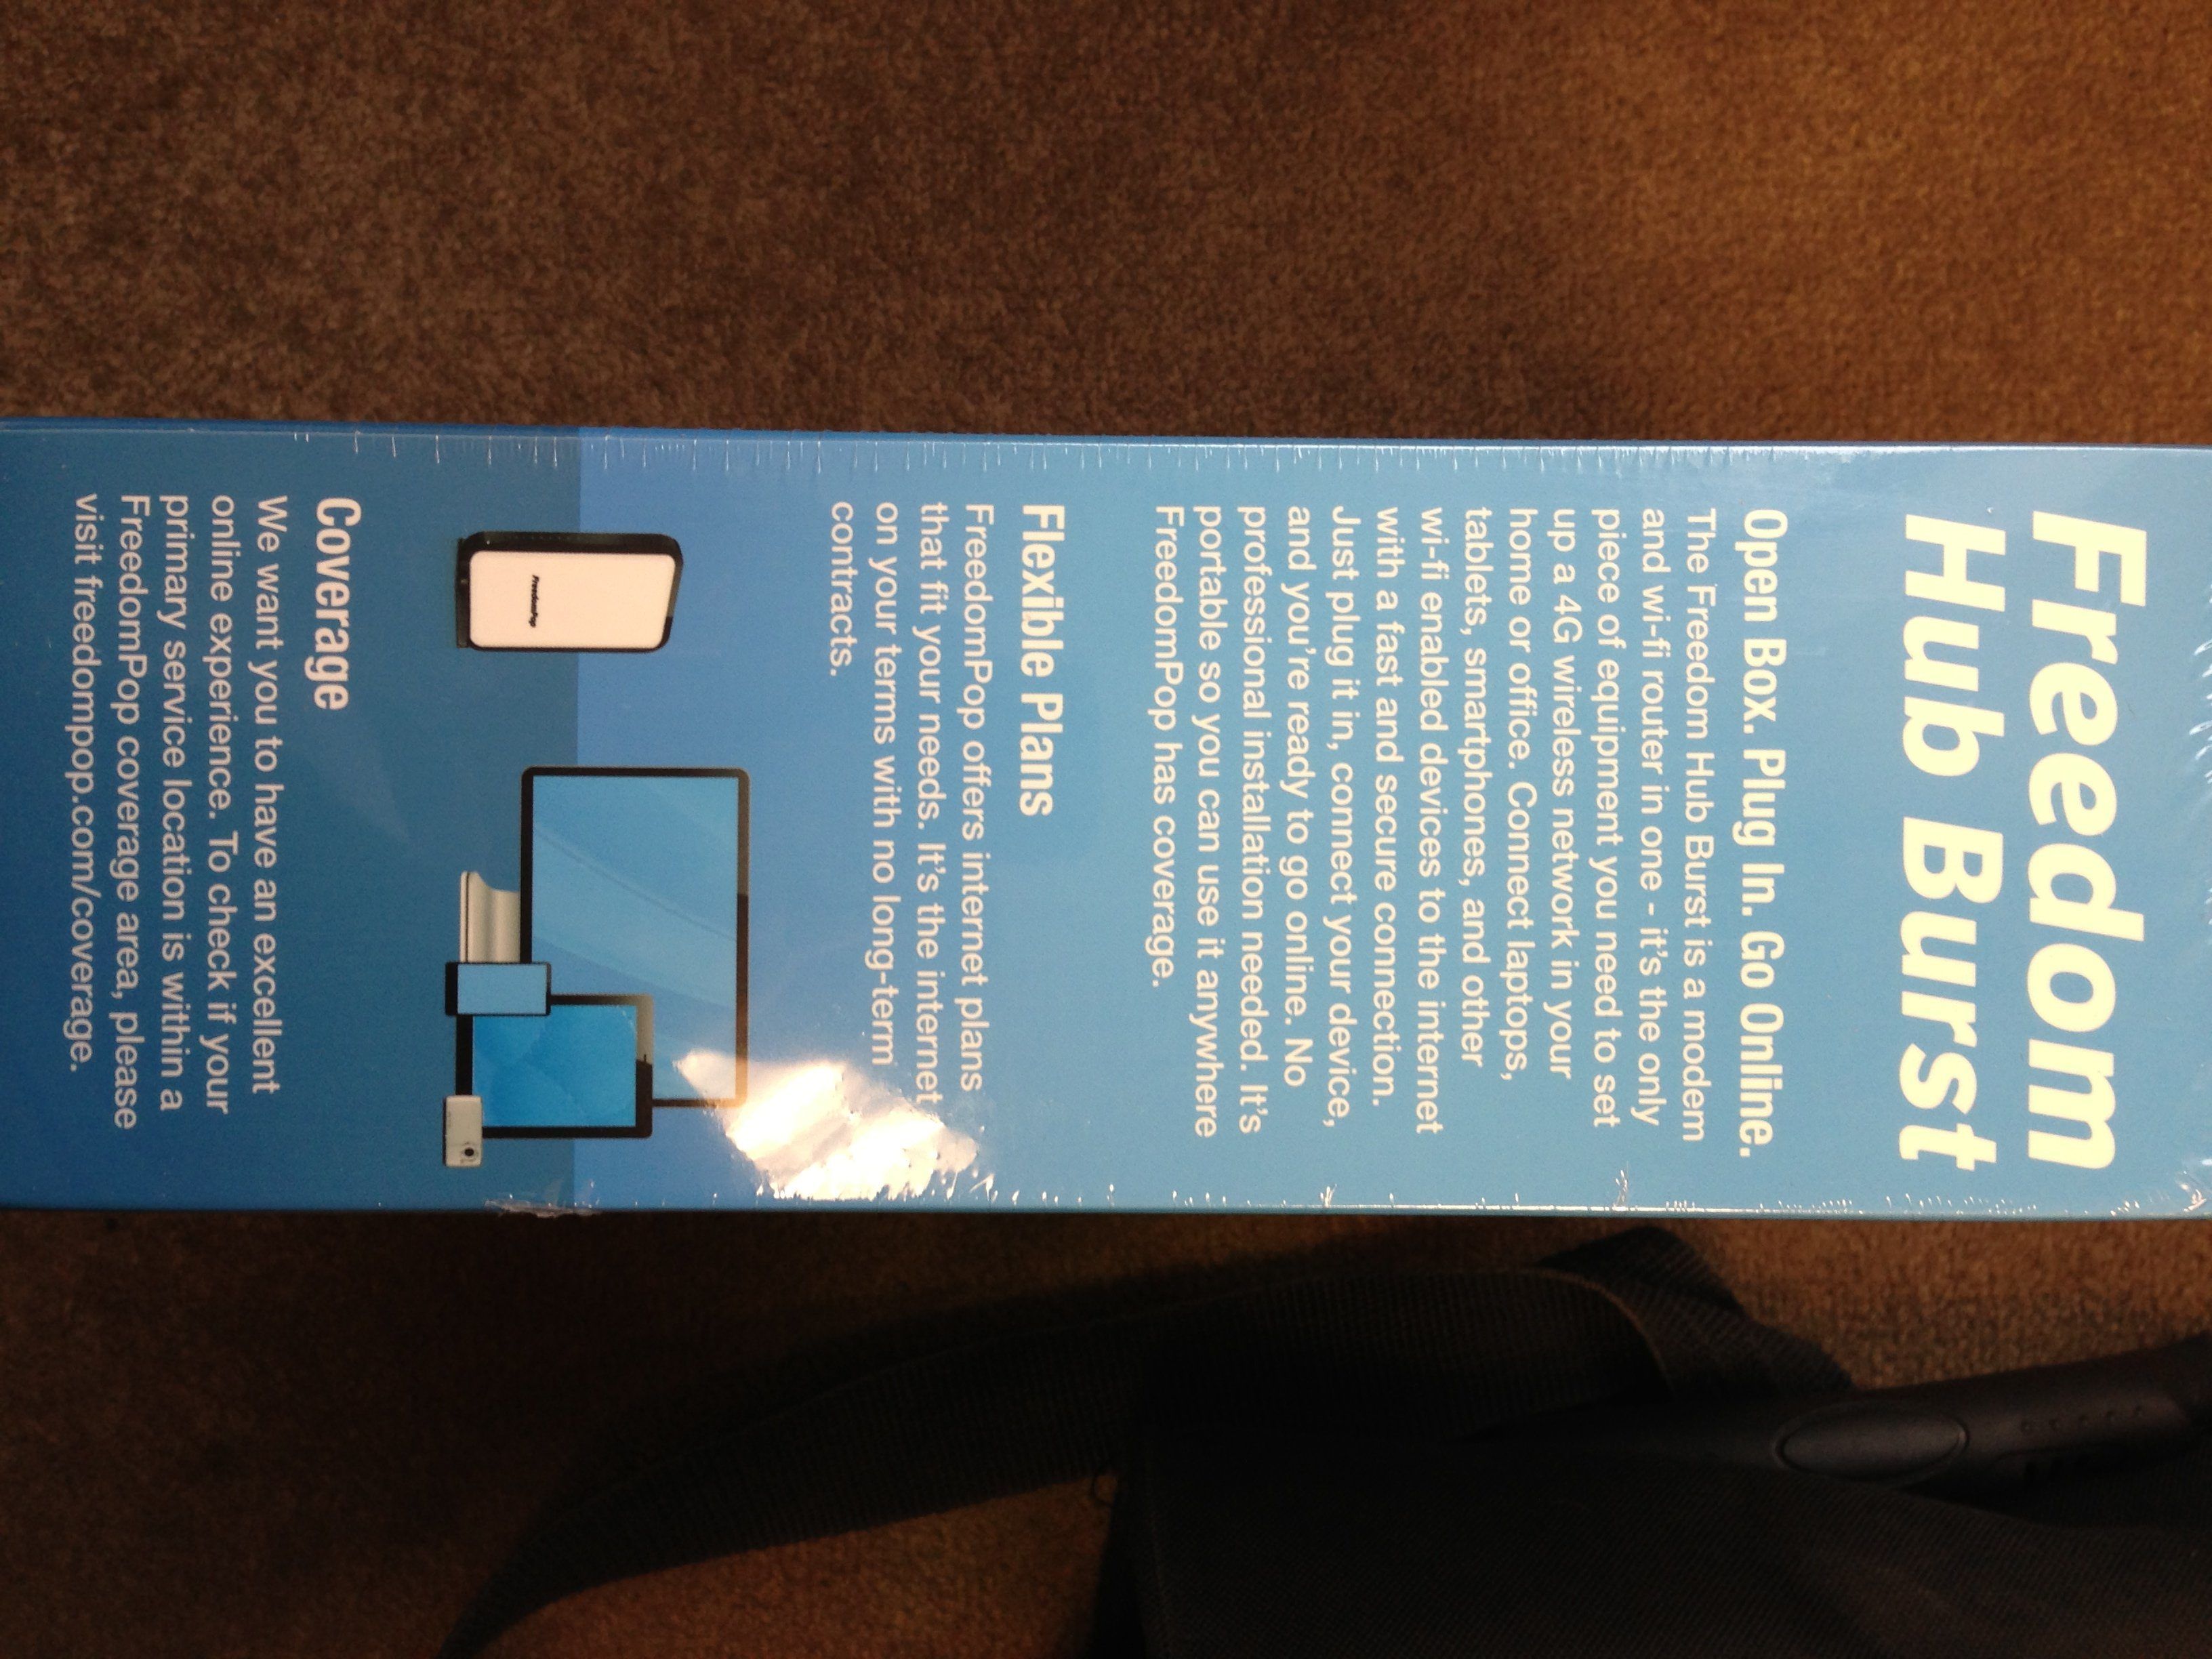 Freedom
Hub Burst
Open Box. Plug In. Go Online.
The Freedom Hub Burst is a modem
and wi-fi router in one - it's the only
piece of equipment you need to set
up a 4G wireless network in your
home or office. Connect laptops,
tablets, smartphones, and other
wi-fi enabled devices to the internet
with a fast and secure connection.
Just plug it in, connect your device,
and you're ready to go online. No
professional installation needed. It's
portable so you can use it anywhere
FreedomPop has coverage.
Flexible Plans
FreedomPop offers internet plans
that fit your needs. It's the internet
on your terms with no long-term
contracts.
FreedomPop
Coverage
We want you to have an excellent
online experience. To check if your
primary service location is within a
FreedomPop coverage area, please
visit freedompop.com/coverage.